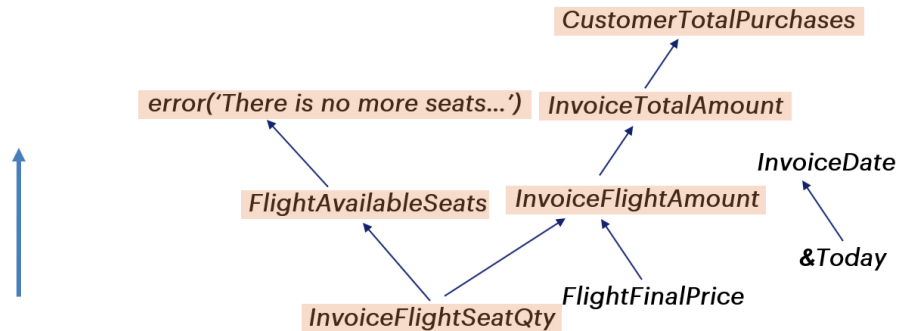 CustomerTotalPurchases
error(‘There is no more seats...’)
InvoiceTotalAmount
InvoiceDate
FlightAvailableSeats
InvoiceFlightAmount
&Today
FlightFinalPrice
InvoiceFlightSeatQty